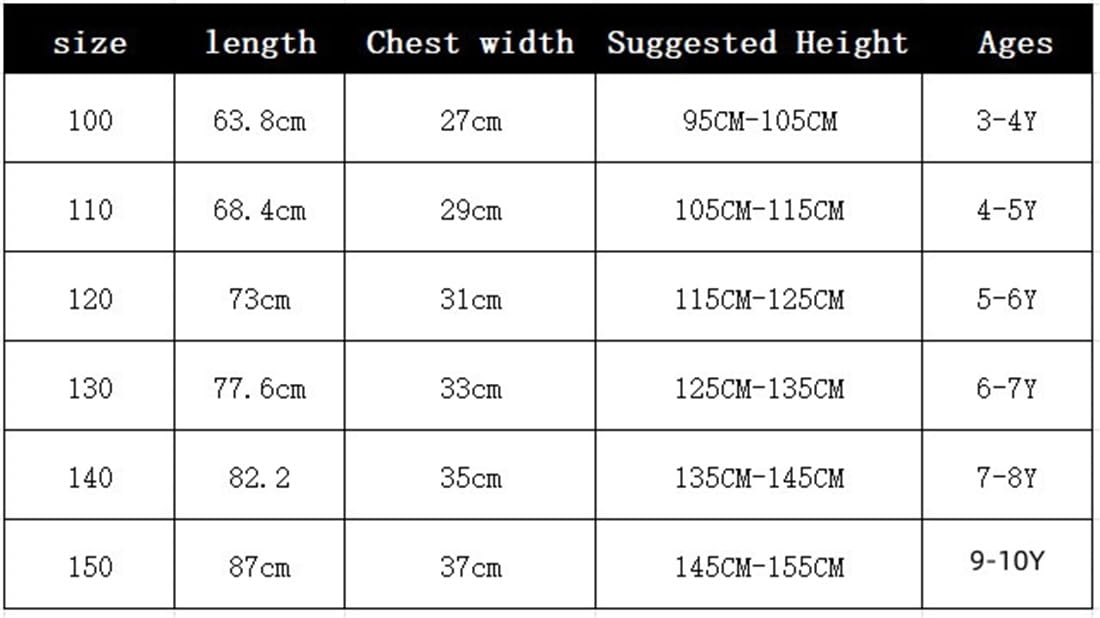 size length Chest width Suggested Height Ages
100 63.8cm 27cm 95CM-105CM 3-4Y
110 68.4cm 29cm 105CM-115CM 4-5Y
120 73cm 31cm 115CM-125CM 5-6Y
130 77.6cm 33cm 125CM-135CM 6-7Y
140 82.2 35cm 135CM-145CM 7-8Y
150 87cm 37cm 145CM-155CM 9-10Y